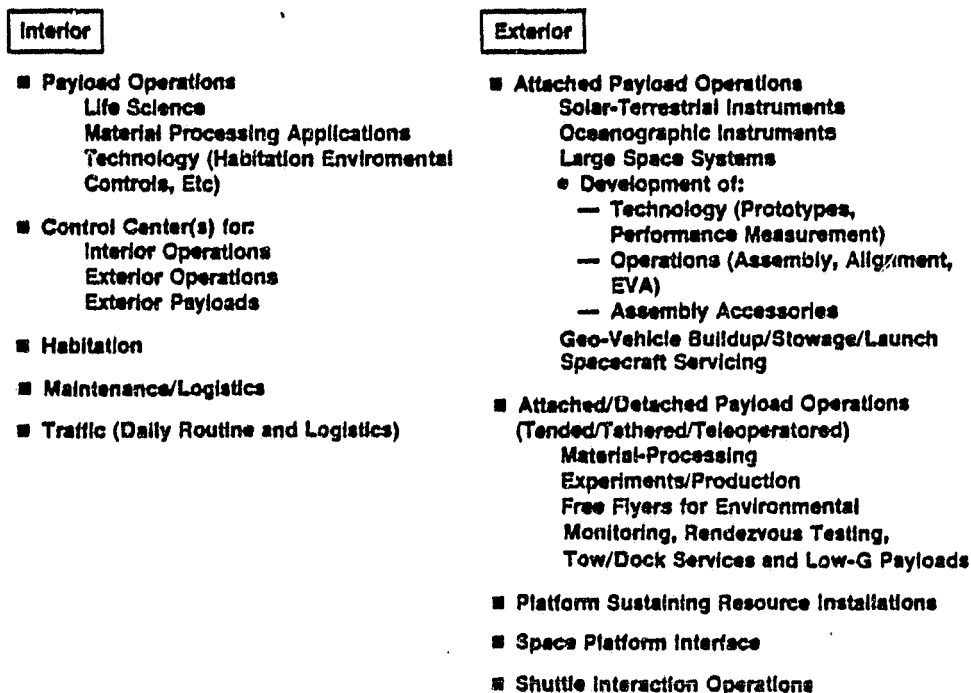 Interior
■ Payload Operations
Life Science
Material Processing Applications
Technology (Habitation Enviromental
Controls, Etc)
■ Control Center(s) for:
Interior Operations
Exterior Operations
Exterior Payloads
■ Habitation
■ Maintenance/Logistics
■ Traffic (Daily Routine and Logistics)
Exterior
■ Attached Payload Operations
Solar-Terrestrial Instruments
Oceanographic Instruments
Large Space Systems
• Development of:
— Technology (Prototypes,
Performance Measurement)
— Operations (Assembly, Alignment,
EVA)
— Assembly Accessories
Geo-Vehicle Buildup/Stowage/Launch
Spacecraft Servicing
■ Attached/Detached Payload Operations
(Tended/Tethered/Teleoperatored)
Material-Processing
Experiments/Production
Free Flyers for Environmental
Monitoring, Rendezvous Testing,
Tow/Dock Services and Low-G Payloads
■ Platform Sustaining Resource Installations
■ Space Platform Interface
■ Shuttle Interaction Operations